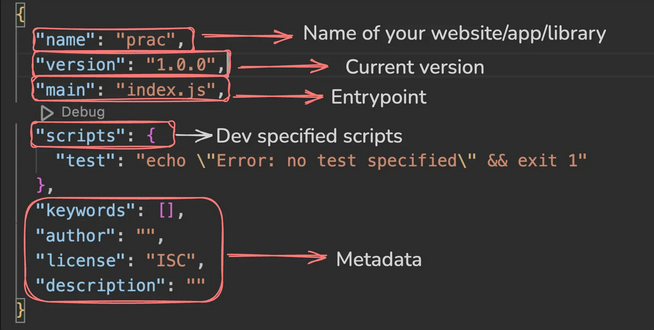 {
"name": "prac", Name of your website/app/library
"version": "1.0.0", Current version
"main": "index.js", Entrypoint
Debug
"scripts": { Dev specified scripts
"test": "echo \"Error: no test specified\" && exit 1"
},
"keywords": [],
"author": "",
"license": "ISC", Metadata
"description": ""
}